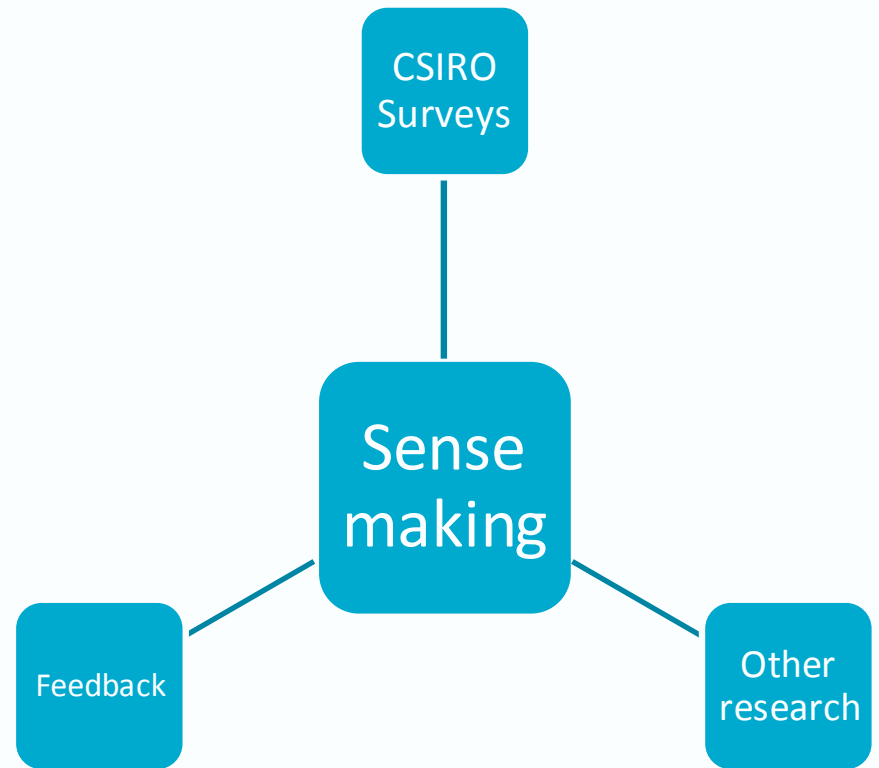 CSIRO
Surveys
Sense
making
Feedback
Other
research